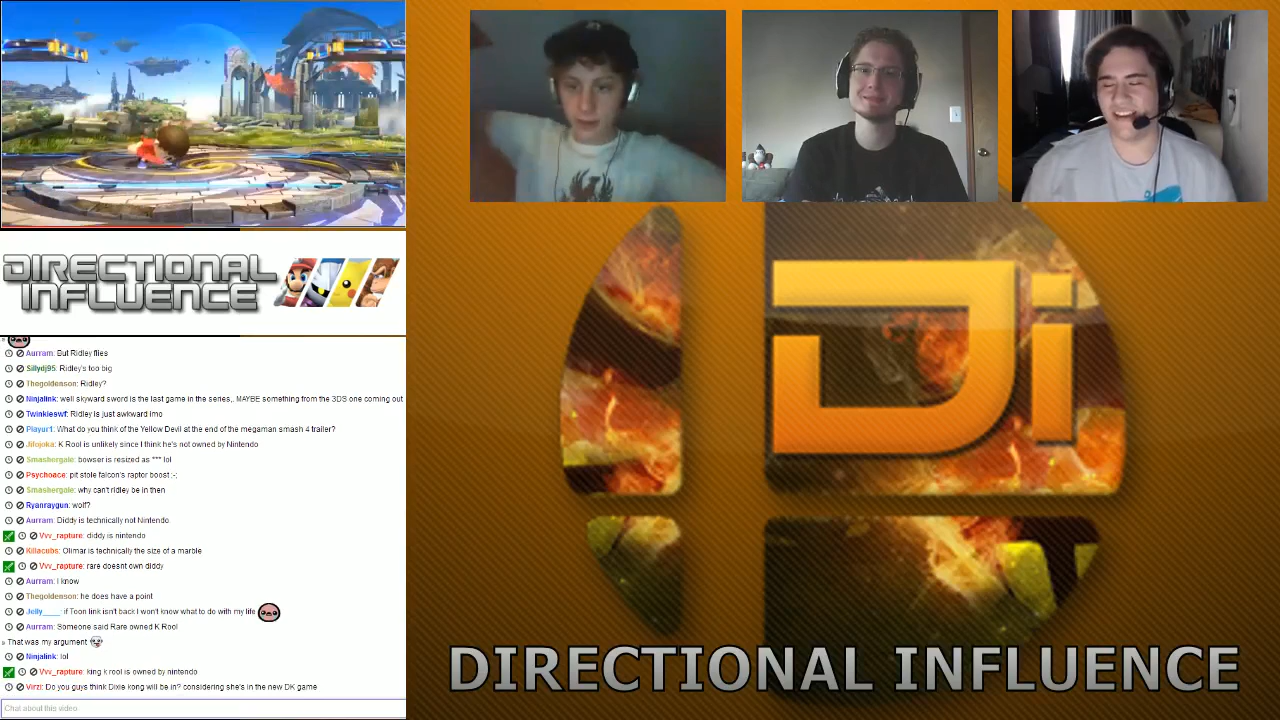 DIRECTIONAL
INFLUENCE
Aurram: But Ridley flies
Sillydj95: Ridley's too big
Thegoldenson: Ridley?
Ninjalink: well skyward sword is the last game in the series,. MAYBE something from the 3DS one coming out
Twinkieswf: Ridley is just awkward imo
Playur1: What do you think of the Yellow Devil at the end of the megaman smash 4 trailer?
Jifojoka: K Rool is unlikely since I think he's not owned by Nintendo
Smashergale: bowser is resized as *** lol
Psychoace: pit stole falcon's raptor boost ;-;
Smashergale: why can't ridley be in then
Ryanraygun: wolf?
Aurram: Diddy is technically not Nintendo
Vvv_rapture: diddy is nintendo
Killacubs: Olimar is technically the size of a marble
Vvv_rapture: rare doesnt own diddy
Aurram: I know
Thegoldenson: he does have a point
Jelly____: if Toon link isn't back I won't know what to do with my life
Aurram: Someone said Rare owned K Rool
» That was my argument
Ninjalink: lol
Vvv_rapture: king k rool is owned by nintendo
Virzi: Do you guys think Dixie kong will be in? considering she's in the new DK game
Chat about this video
Di
DIRECTIONAL INFLUENCE